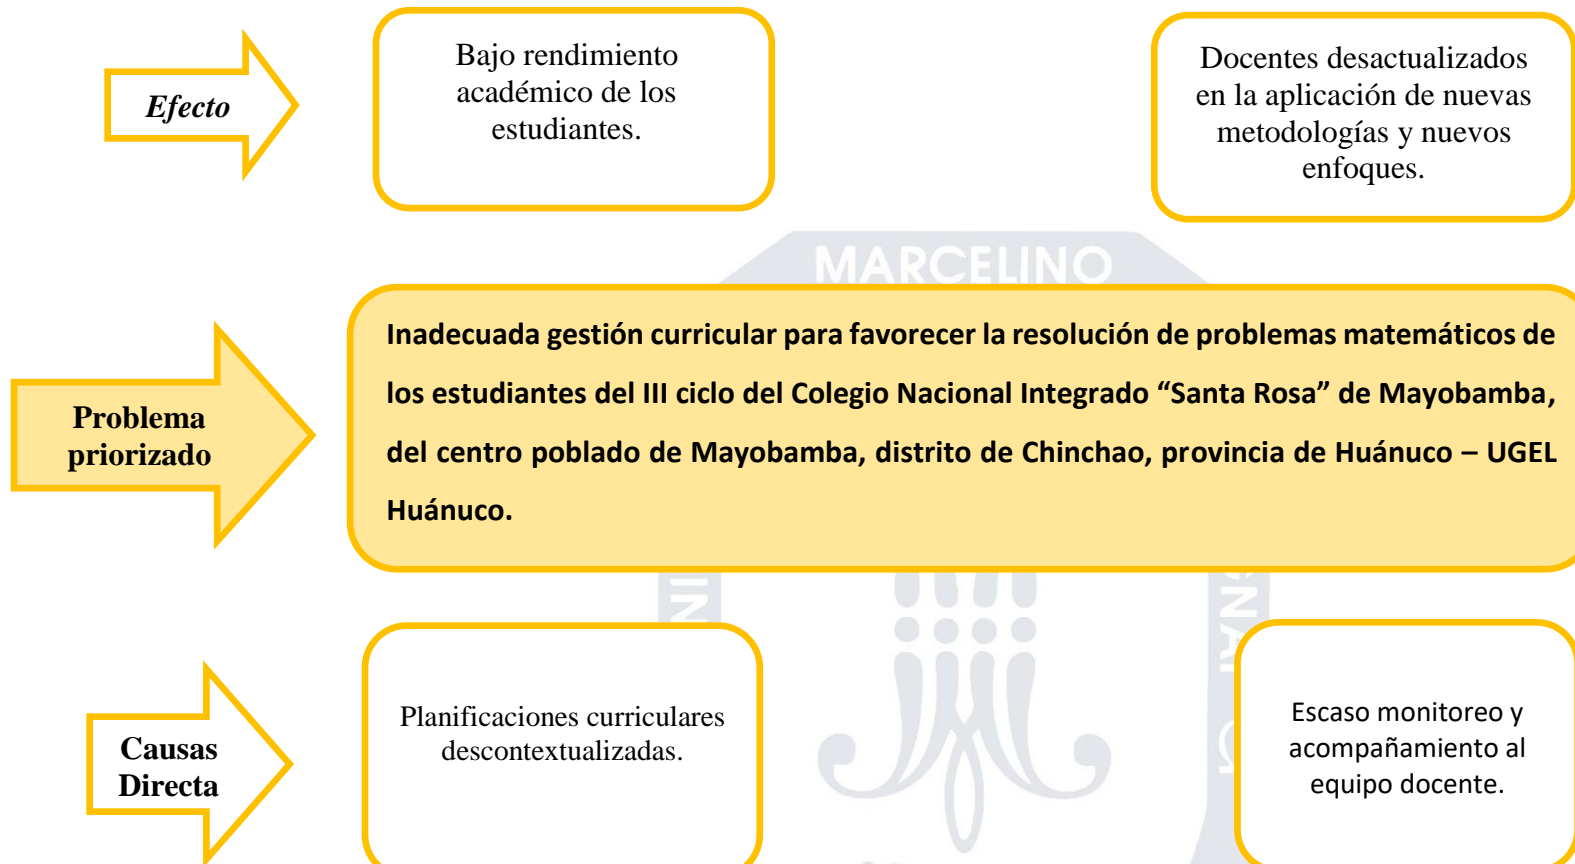 Efecto
Bajo rendimiento
académico de los
estudiantes.
Docentes desactualizados
en la aplicación de nuevas
metodologías y nuevos
enfoques.
MARCELINO
Problema
priorizado
Inadecuada gestión curricular para favorecer la resolución de problemas matemáticos de
los estudiantes del III ciclo del Colegio Nacional Integrado “Santa Rosa” de Mayobamba,
del centro poblado de Mayobamba, distrito de Chinchao, provincia de Huánuco – UGEL
Huánuco.
Causas
Directa
Planificaciones curriculares
descontextualizadas.
Escaso monitoreo y
acompañamiento al
equipo docente.